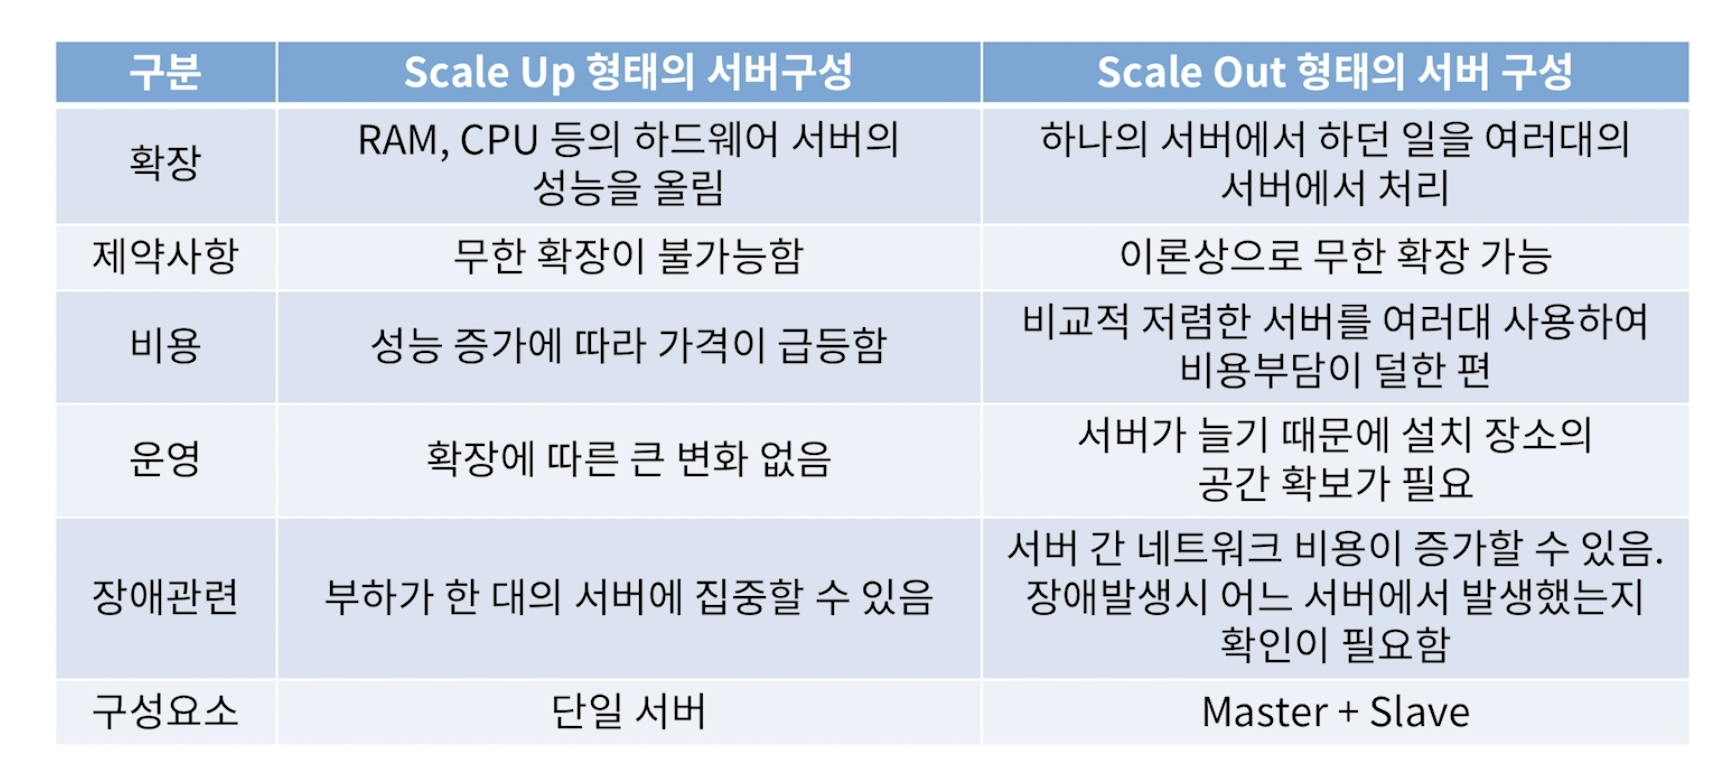 구분
Scale Up 형태의 서버구성
Scale Out 형태의 서버 구성
확장
RAM, CPU 등의 하드웨어 서버의
성능을 올림
하나의 서버에서 하던 일을 여러대의
서버에서 처리
제약사항
무한 확장이 불가능함
이론상으로 무한 확장 가능
비용
성능 증가에 따라 가격이 급등함
비교적 저렴한 서버를 여러대 사용하여
비용부담이 덜한 편
운영
확장에 따른 큰 변화 없음
서버가 늘기 때문에 설치 장소의
공간 확보가 필요
장애관련
부하가 한 대의 서버에 집중할 수 있음
서버 간 네트워크 비용이 증가할 수 있음.
장애발생시 어느 서버에서 발생했는지
확인이 필요함
구성요소
단일 서버
Master + Slave